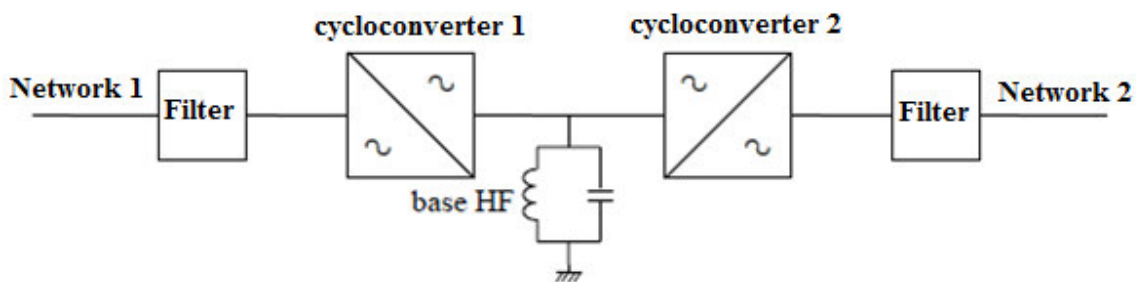 cycloconverter 1
cycloconverter 2
Network 1
Filter
Filter
Network 2
base HF